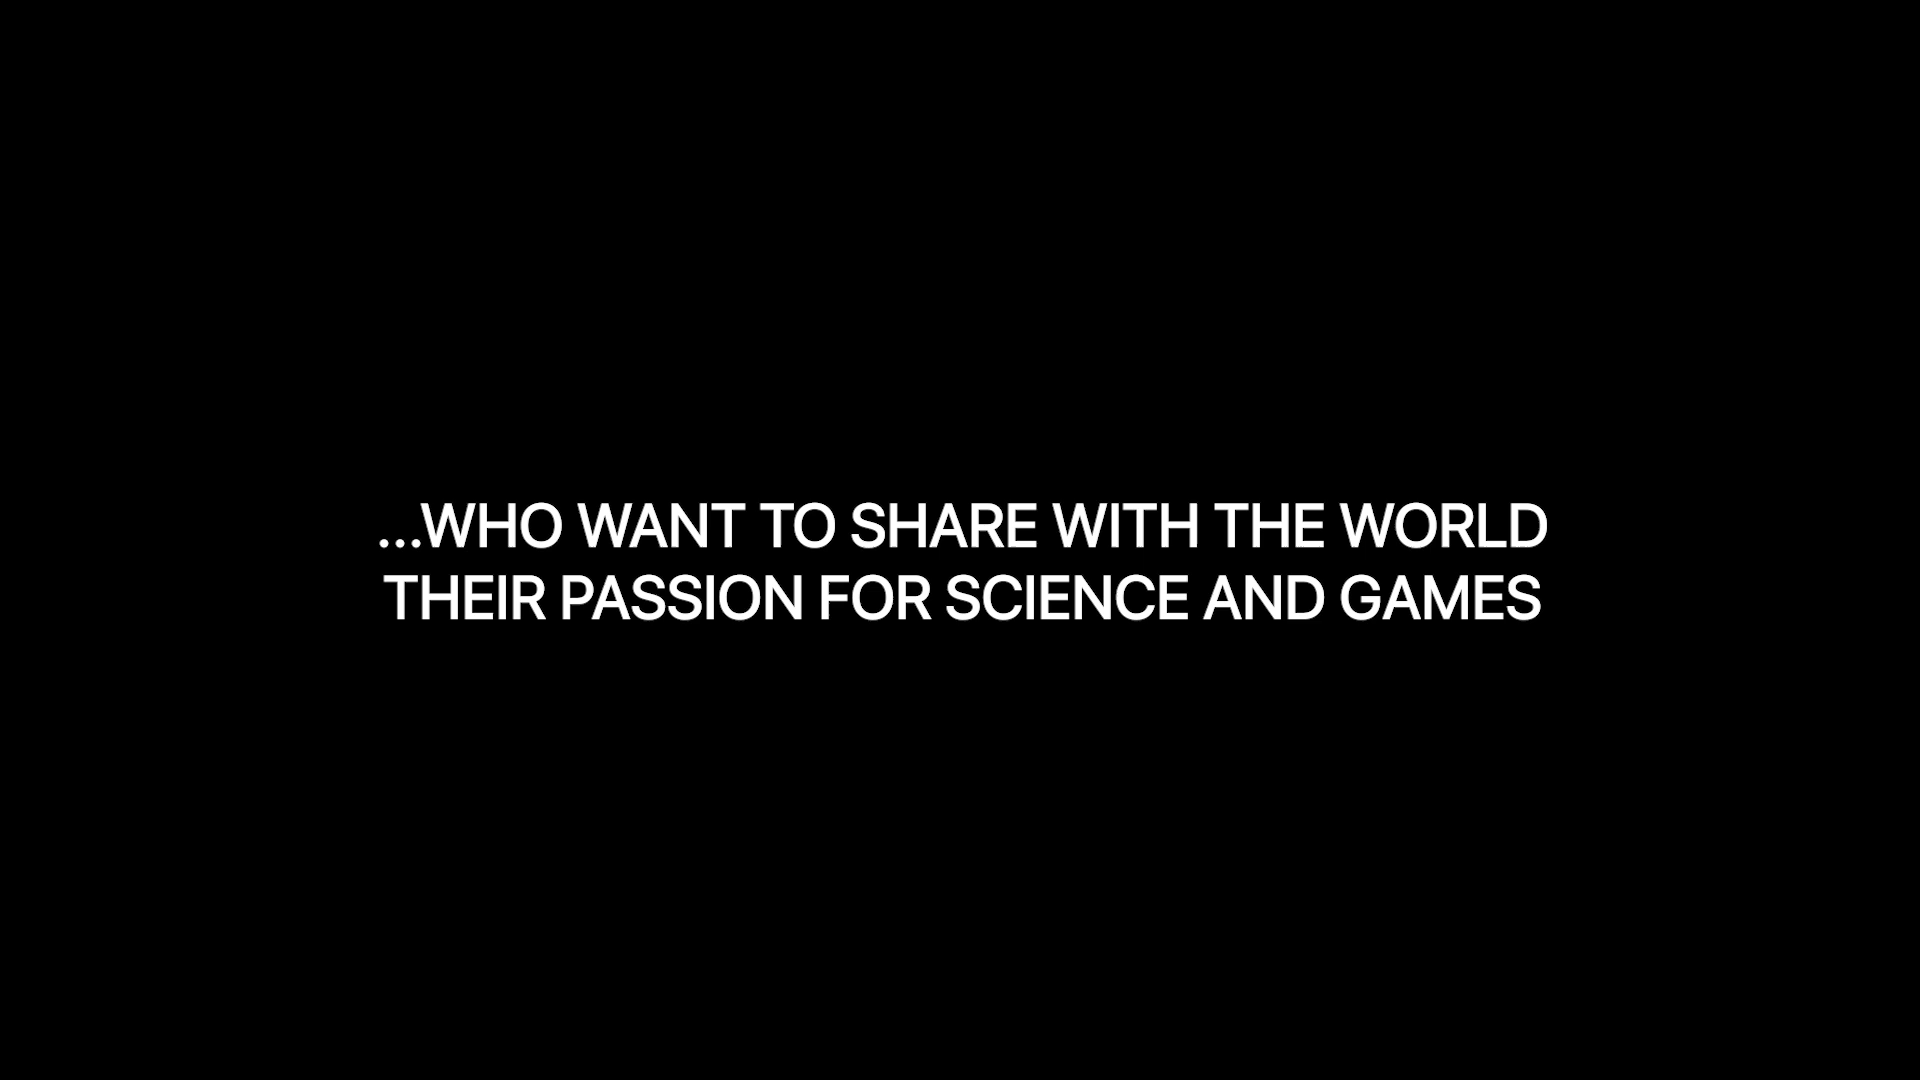 ...WHO WANT TO SHARE WITH THE WORLD
THEIR PASSION FOR SCIENCE AND GAMES